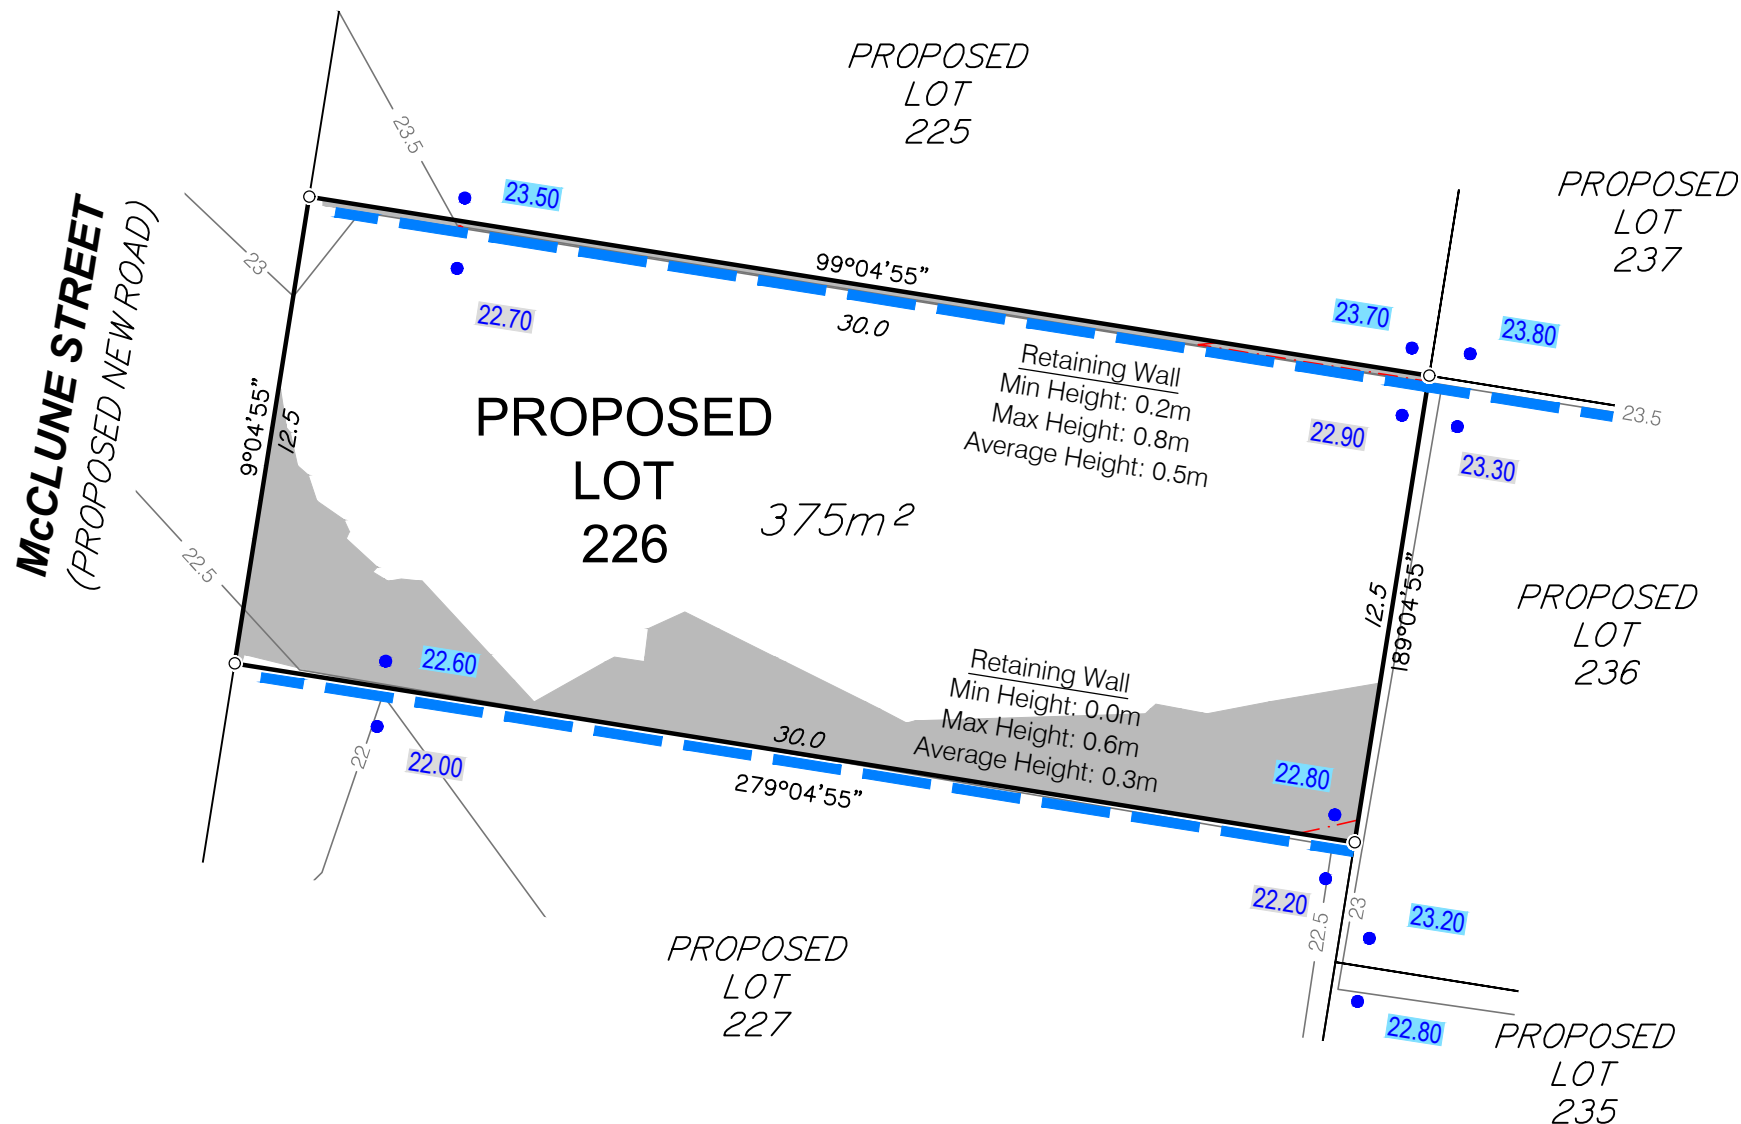 PROPOSED
LOT
225
PROPOSED
LOT
237
McCLUNE STREET
(PROPOSED NEW ROAD)
23.5
23
22.5
22
23.50
22.70
99°04'55"
30.0
23.70
23.80
22.90
23.30
23.5
Retaining Wall
Min Height: 0.2m
Max Height: 0.8m
Average Height: 0.5m
9°04'55"
12.5
PROPOSED
LOT
226
375m²
12.5
189°04'55"
PROPOSED
LOT
236
22.60
22.00
Retaining Wall
Min Height: 0.0m
Max Height: 0.6m
Average Height: 0.3m
30.0
279°04'55"
22.80
22.20
22.5
23
23.20
22.80
PROPOSED
LOT
227
PROPOSED
LOT
235